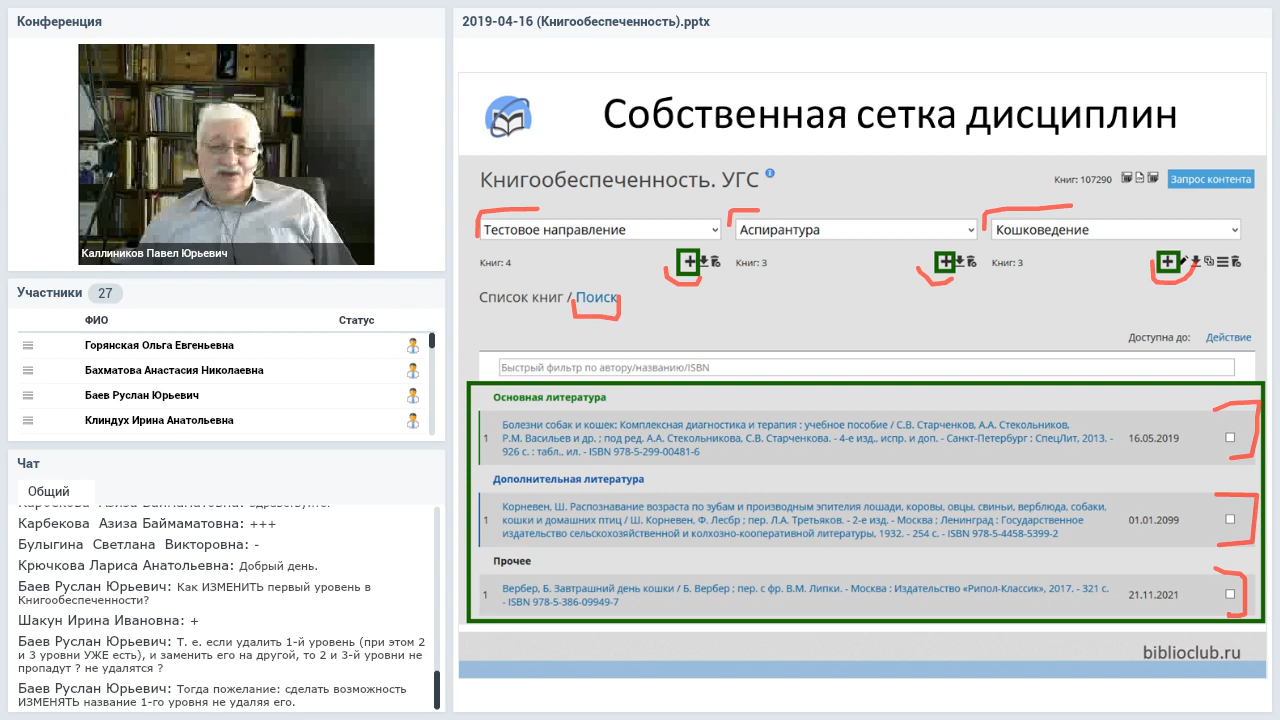 Конференция
Каллиников Павел Юрьевич
Участники 27
ФИО Статус
Горянская Ольга Евгеньевна
Бахматова Анастасия Николаевна
Баев Руслан Юрьевич
Клиндух Ирина Анатольевна
Чат
Общий
Карбекова Азиза Баймаматовна: Здравствуйте.
Карбекова Азиза Баймаматовна: +++
Булыгина Светлана Викторовна: -
Крючкова Лариса Анатольевна: Добрый день.
Баев Руслан Юрьевич: Как ИЗМЕНИТЬ первый уровень в
Книгообеспеченности?
Шакун Ирина Ивановна: +
Баев Руслан Юрьевич: Т. е. если удалить 1-й уровень (при этом 2
и 3 уровни УЖЕ есть), и заменить его на другой, то 2 и 3-й уровни не
пропадут ? не удалятся ?
Баев Руслан Юрьевич: Тогда пожелание: сделать возможность
ИЗМЕНЯТЬ название 1-го уровня не удаляя его.
2019-04-16 (Книгообеспеченность).pptx
Собственная сетка дисциплин
Книгообеспеченность. УГС
Книг: 107290
Запрос контента
Тестовое направление
Аспирантура
Кошковедение
Книг: 4
Книг: 3
Книг: 3
Список книг / Поиск
Доступна до: Действие
Быстрый фильтр по автору/названию/ISBN
Основная литература
1 Болезни собак и кошек: Комплексная диагностика и терапия : учебное пособие / С.В. Старченков, А.А. Стекольников,
Р.М. Васильев и др. ; под ред. А.А. Стекольникова, С.В. Старченкова. - 4-е изд., испр. и доп. - Санкт-Петербург : СпецЛит, 2013. - 16.05.2019
926 с. : табл., ил. - ISBN 978-5-299-00481-6
Дополнительная литература
Корневен, Ш. Распознавание возраста по зубам и производным эпителия лошади, коровы, овцы, свиньи, верблюда, собаки,
1 кошки и домашних птиц / Ш. Корневен, Ф. Лесбр ; пер. Л.А. Третьяков. - 2-е изд. - Москва ; Ленинград : Государственное 01.01.2099
издательство сельскохозяйственной и колхозно-кооперативной литературы, 1932. - 254 с. - ISBN 978-5-4458-5399-2
Прочее
1 Вербер, Б. Завтрашний день кошки / Б. Вербер ; пер. с фр. В.М. Липки. - Москва : Издательство «Рипол-Классик», 2017. - 321 с. 21.11.2021
- ISBN 978-5-386-09949-7
biblioclub.ru